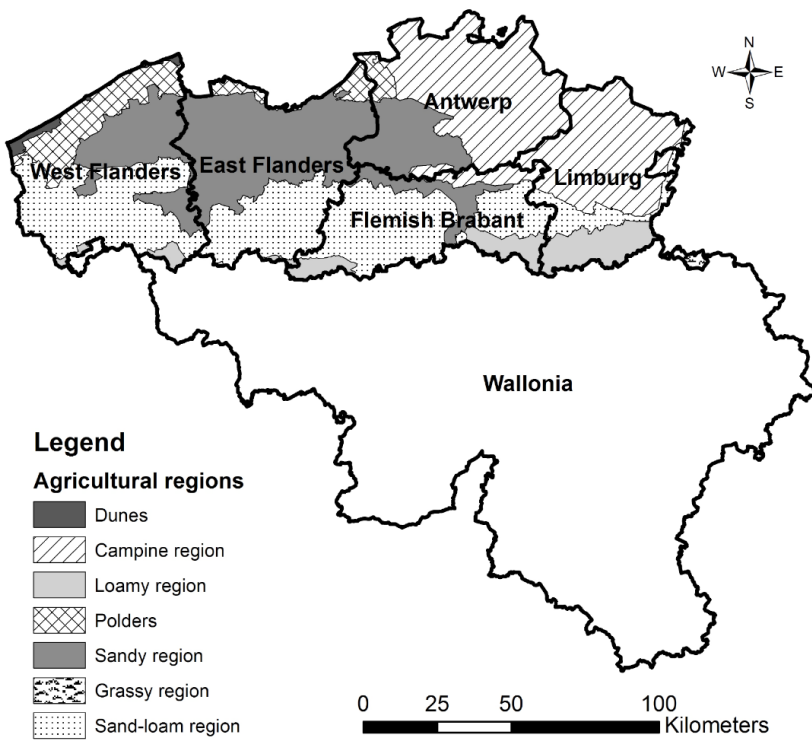 N
W E
S
Antwerp
West Flanders
East Flanders
Limburg
Flemish Brabant
Wallonia
Legend
Agricultural regions
Dunes
Campine region
Loamy region
Polders
Sandy region
Grassy region
Sand-loam region
0 25 50 100
Kilometers